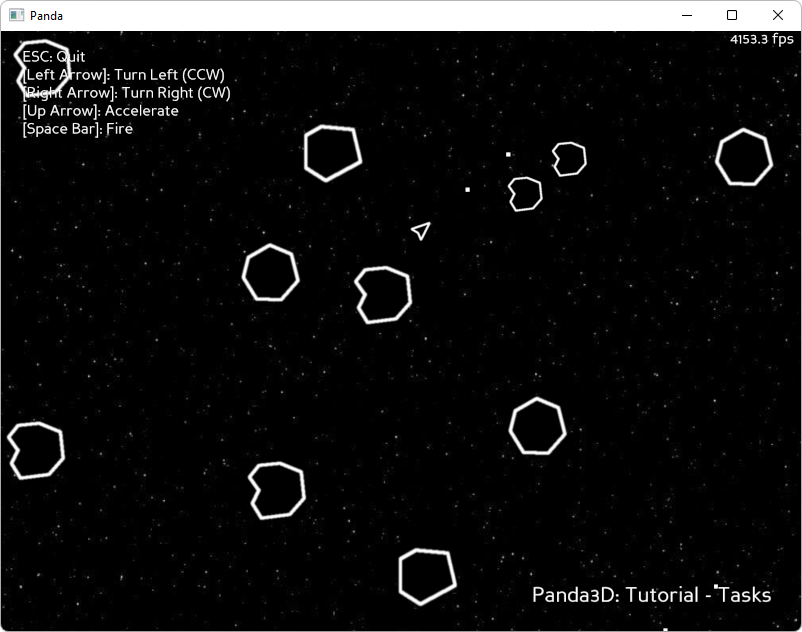 Panda
4153.3 fps
ESC: Quit
[Left Arrow]: Turn Left (CCW)
[Right Arrow]: Turn Right (CW)
[Up Arrow]: Accelerate
[Space Bar]: Fire
Panda3D: Tutorial - Tasks